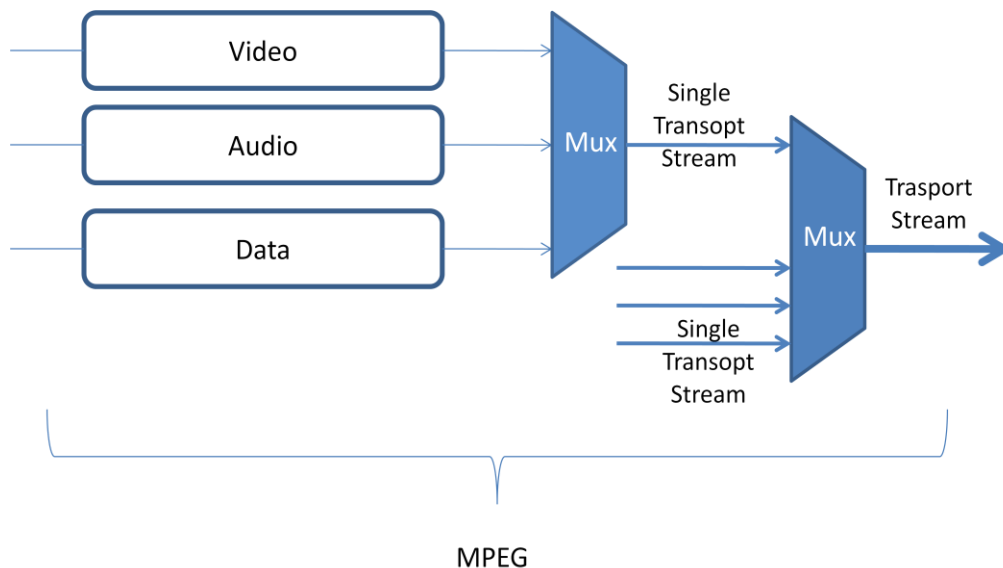 Video
Audio
Data
Mux
Single
Transopt
Stream
Mux
Trasport
Stream
Single
Transopt
Stream
MPEG